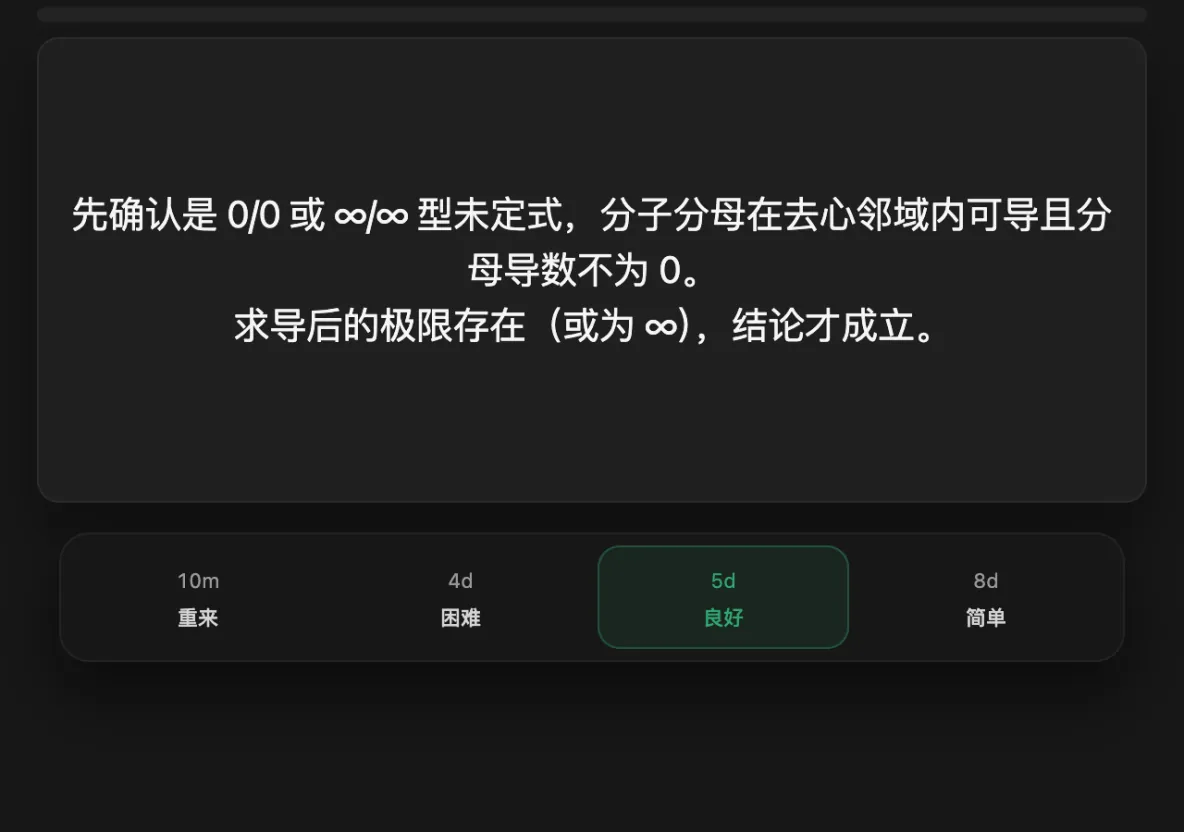 先确认是 0/0 或 ∞/∞ 型未定式，分子分母在去心邻域内可导且分
母导数不为 0。
求导后的极限存在（或为 ∞），结论才成立。
10m
重来
4d
困难
5d
良好
8d
简单